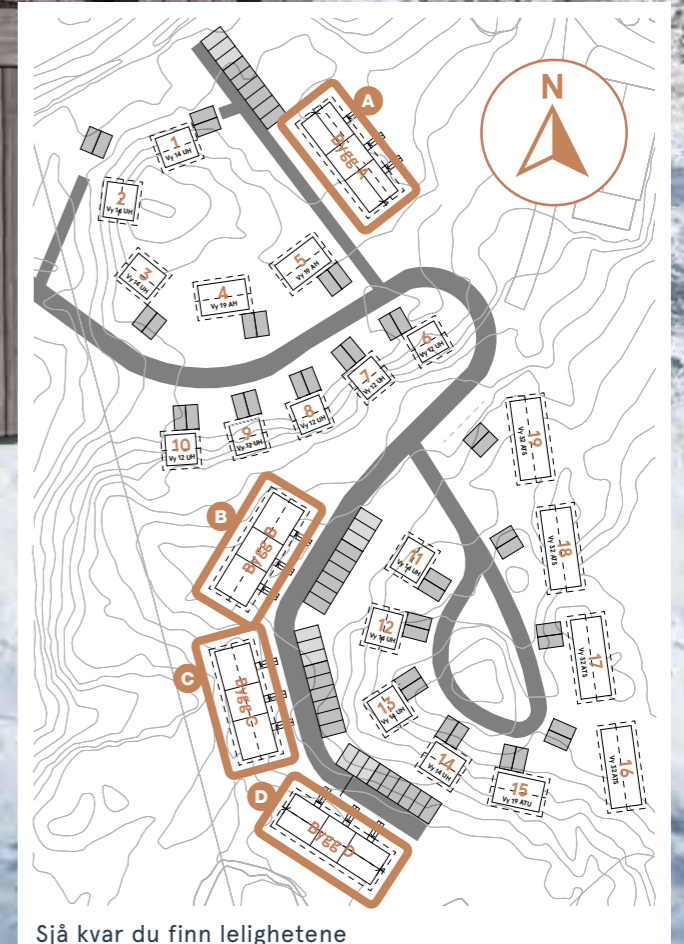 N
A
Bygg A
1
Vy 14 UH
2
Vy 14 UH
3
Vy 14 UH
4
Vy 19 AH
5
Vy 19 AH
6
Vy 12 UH
7
Vy 12 UH
8
Vy 12 UH
9
Vy 12 UH
10
Vy 12 UH
19
Vy 32 ATS
B
Bygg B
18
Vy 32 ATS
11
Vy 14 UH
12
Vy 14 UH
17
Vy 32 ATS
C
Bygg C
13
Vy 14 UH
14
Vy 14 UH
15
Vy 19 ATU
16
Vy 32 ATS
D
Bygg D
Sjå kvar du finn lelighetene